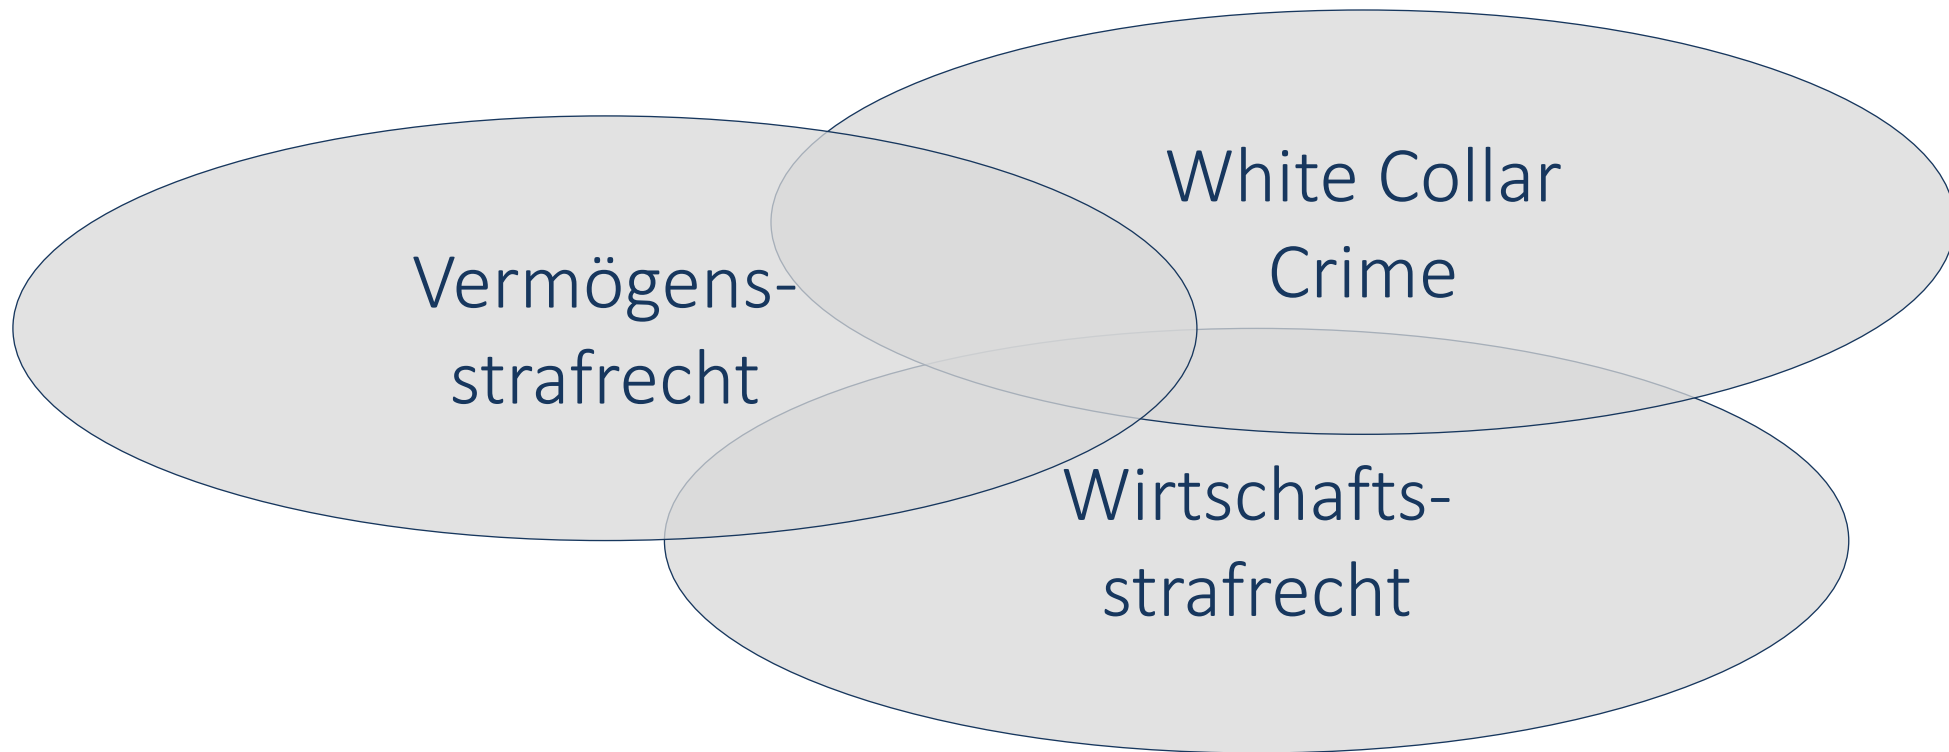 Vermögens-
strafrecht
White Collar
Crime
Wirtschafts-
strafrecht